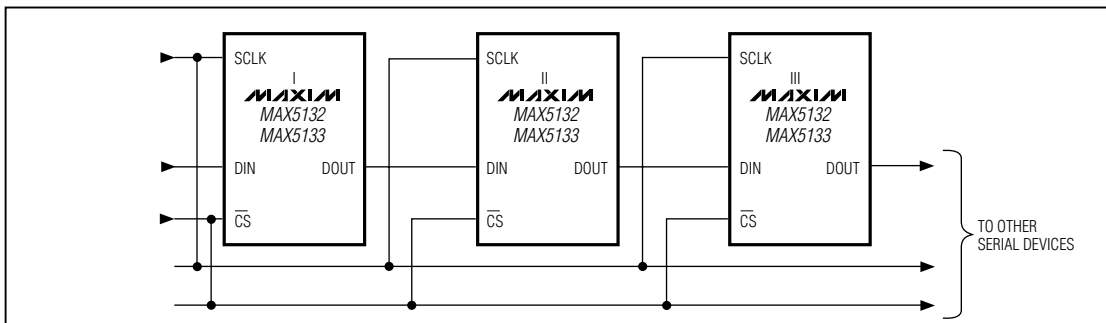 SCLK
I
MAXIM
MAX5132
MAX5133
DIN
DOUT
CS
SCLK
II
MAXIM
MAX5132
MAX5133
DIN
DOUT
CS
SCLK
III
MAXIM
MAX5132
MAX5133
DIN
DOUT
CS
TO OTHER
SERIAL DEVICES